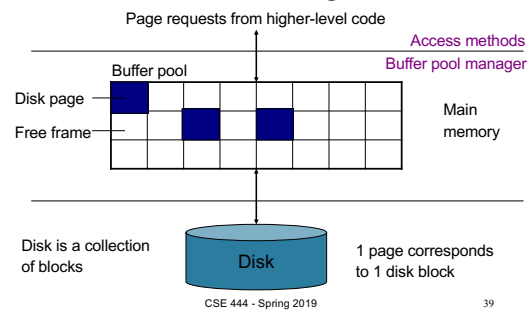 Page requests from higher-level code
Access methods
Buffer pool manager
Buffer pool
Disk page
Free frame
Main
memory
Disk is a collection
of blocks
Disk
1 page corresponds
to 1 disk block
CSE 444 - Spring 2019
39